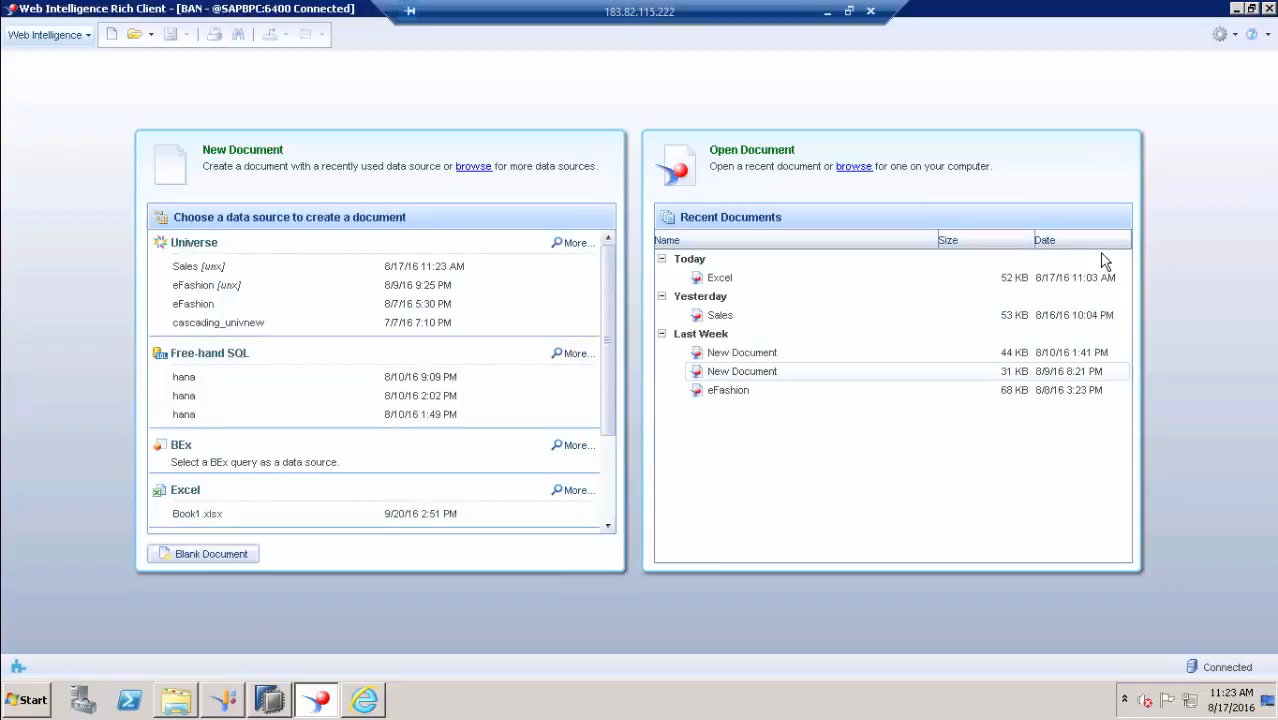 Web Intelligence Rich Client - [BAN - @SAPBPC:6400 Connected]
183.82.115.222
Web Intelligence
New Document
Create a document with a recently used data source or browse for more data sources.
Choose a data source to create a document
Universe More...
Sales [unx] 8/17/16 11:23 AM
eFashion [unx] 8/9/16 9:25 PM
eFashion 8/7/16 5:30 PM
cascading_univnew 7/7/16 7:10 PM
Free-hand SQL More...
hana 8/10/16 9:09 PM
hana 8/10/16 2:02 PM
hana 8/10/16 1:49 PM
BEx More...
Select a BEx query as a data source.
Excel More...
Book1.xlsx 9/20/16 2:51 PM
Blank Document
Open Document
Open a recent document or browse for one on your computer.
Recent Documents
Name Size Date
Today
Excel 52 KB 8/17/16 11:03 AM
Yesterday
Sales 53 KB 8/16/16 10:04 PM
Last Week
New Document 44 KB 8/10/16 1:41 PM
New Document 31 KB 8/9/16 8:21 PM
eFashion 68 KB 8/8/16 3:23 PM
Connected
Start
11:23 AM
8/17/2016